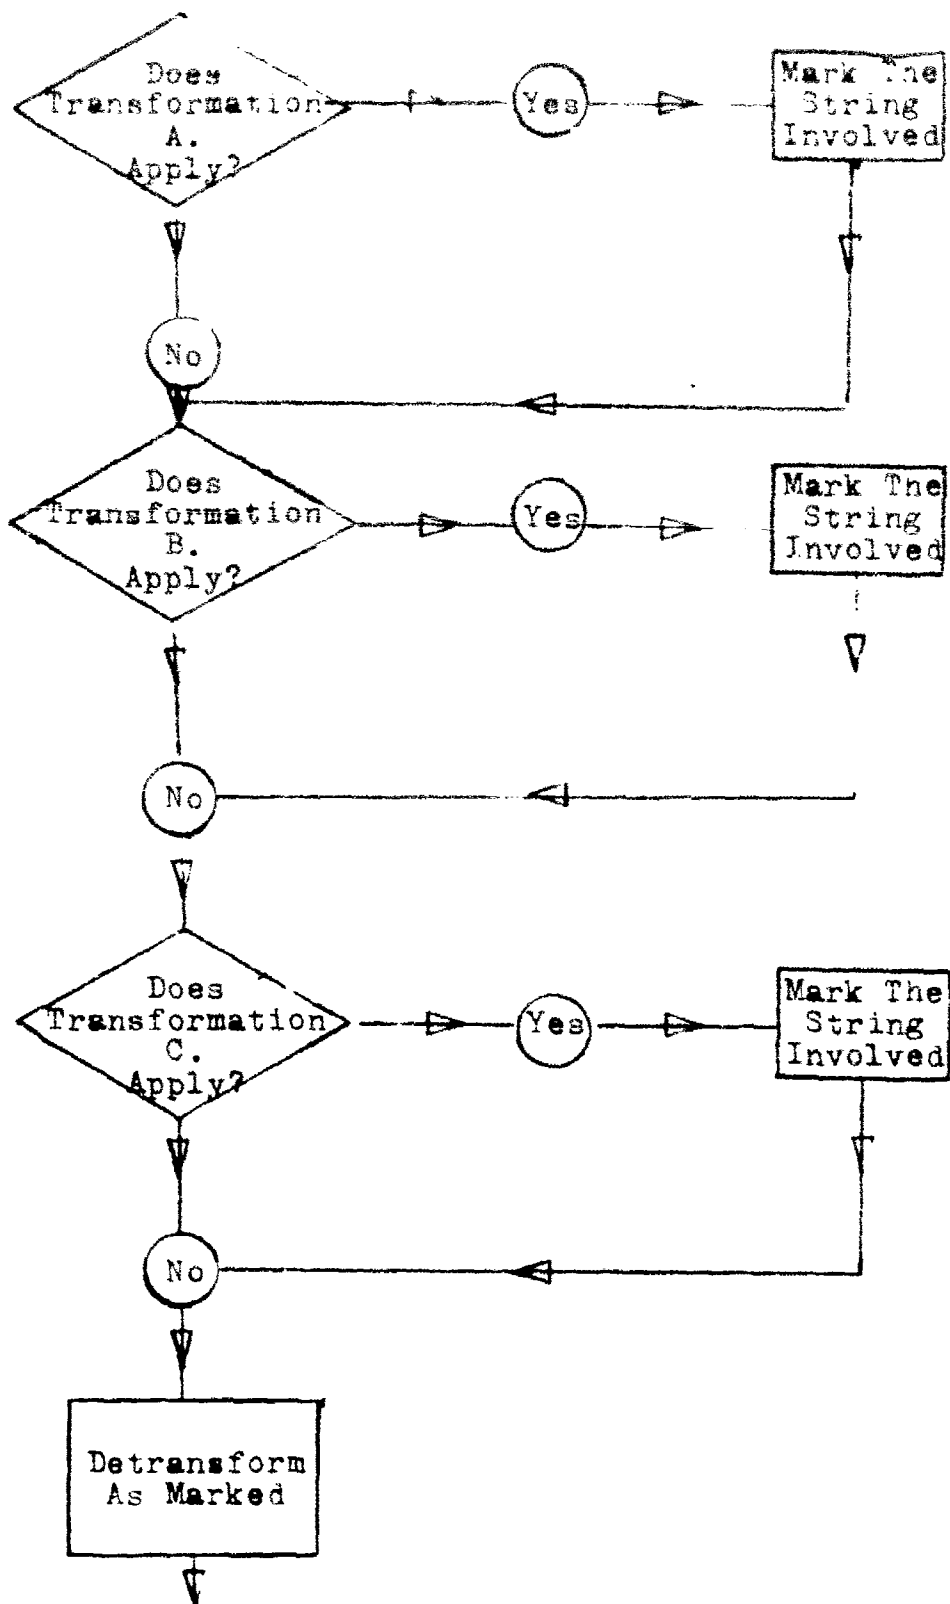 Does
Transformation
A.
Apply?
Yes
Mark The
String
Involved
No
Does
Transformation
B.
Apply?
Yes
Mark The
String
Involved
No
Does
Transformation
C.
Apply?
Yes
Mark The
String
Involved
No
Detransform
As Marked